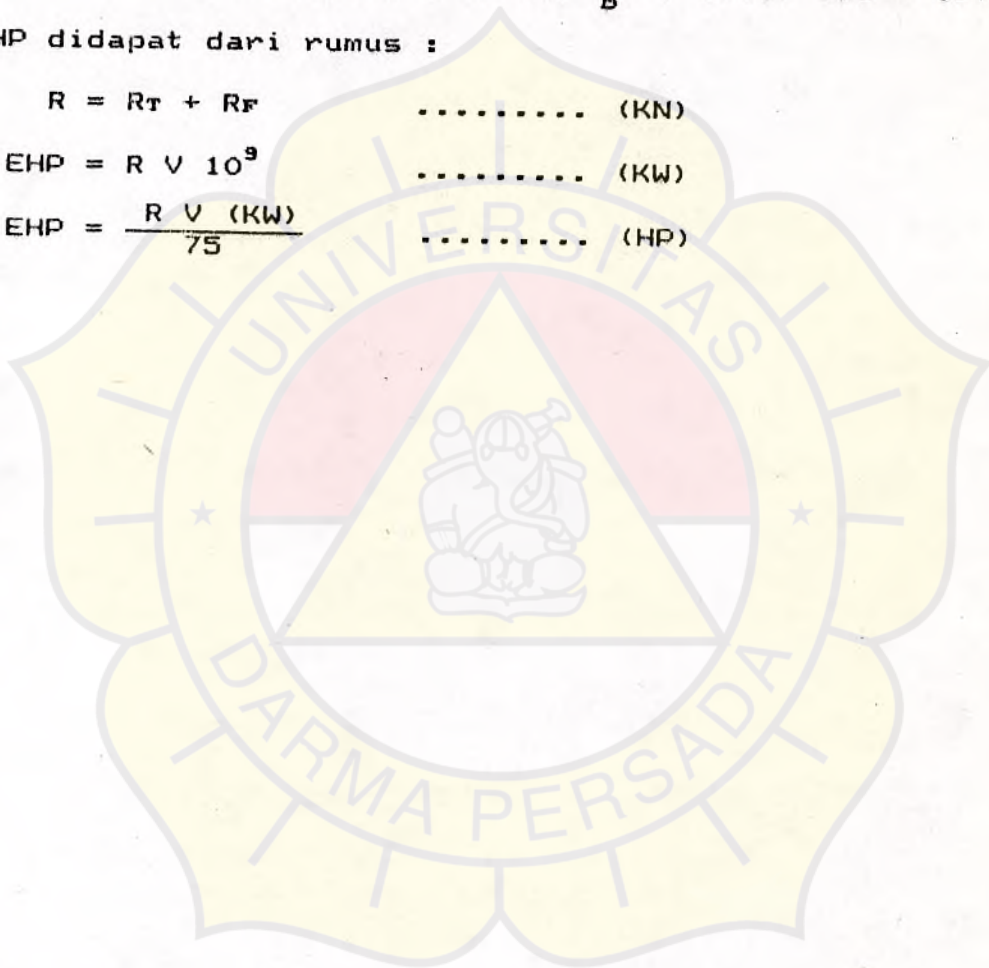 B
HP didapat dari rumus :
R = RT + RF ......... (KN)
EHP = R V 10⁹ ......... (KW)
EHP = R V (KW) / 75 ......... (HP)
UNIVERSITAS
DARMA PERSADA